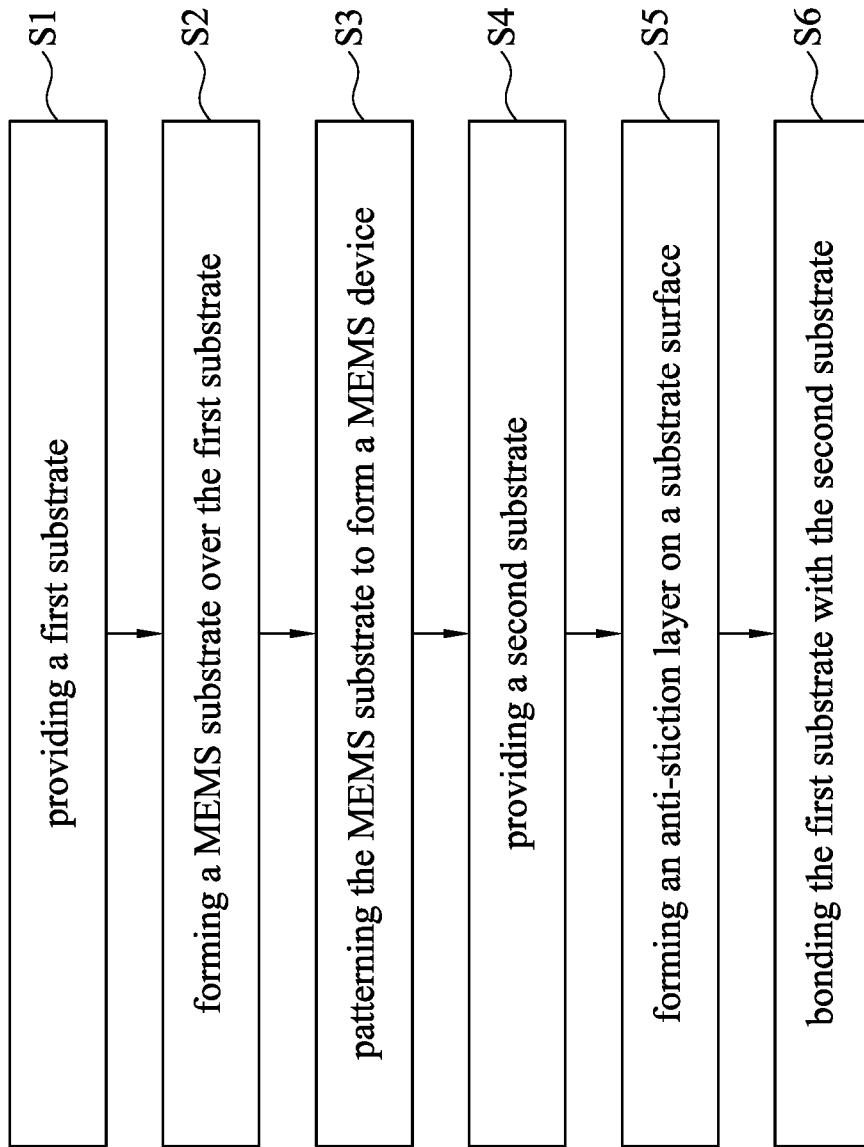 providing a first substrate
S1
forming a MEMS substrate over the first substrate
S2
patterning the MEMS substrate to form a MEMS device
S3
providing a second substrate
S4
forming an anti-stiction layer on a substrate surface
S5
bonding the first substrate with the second substrate
S6